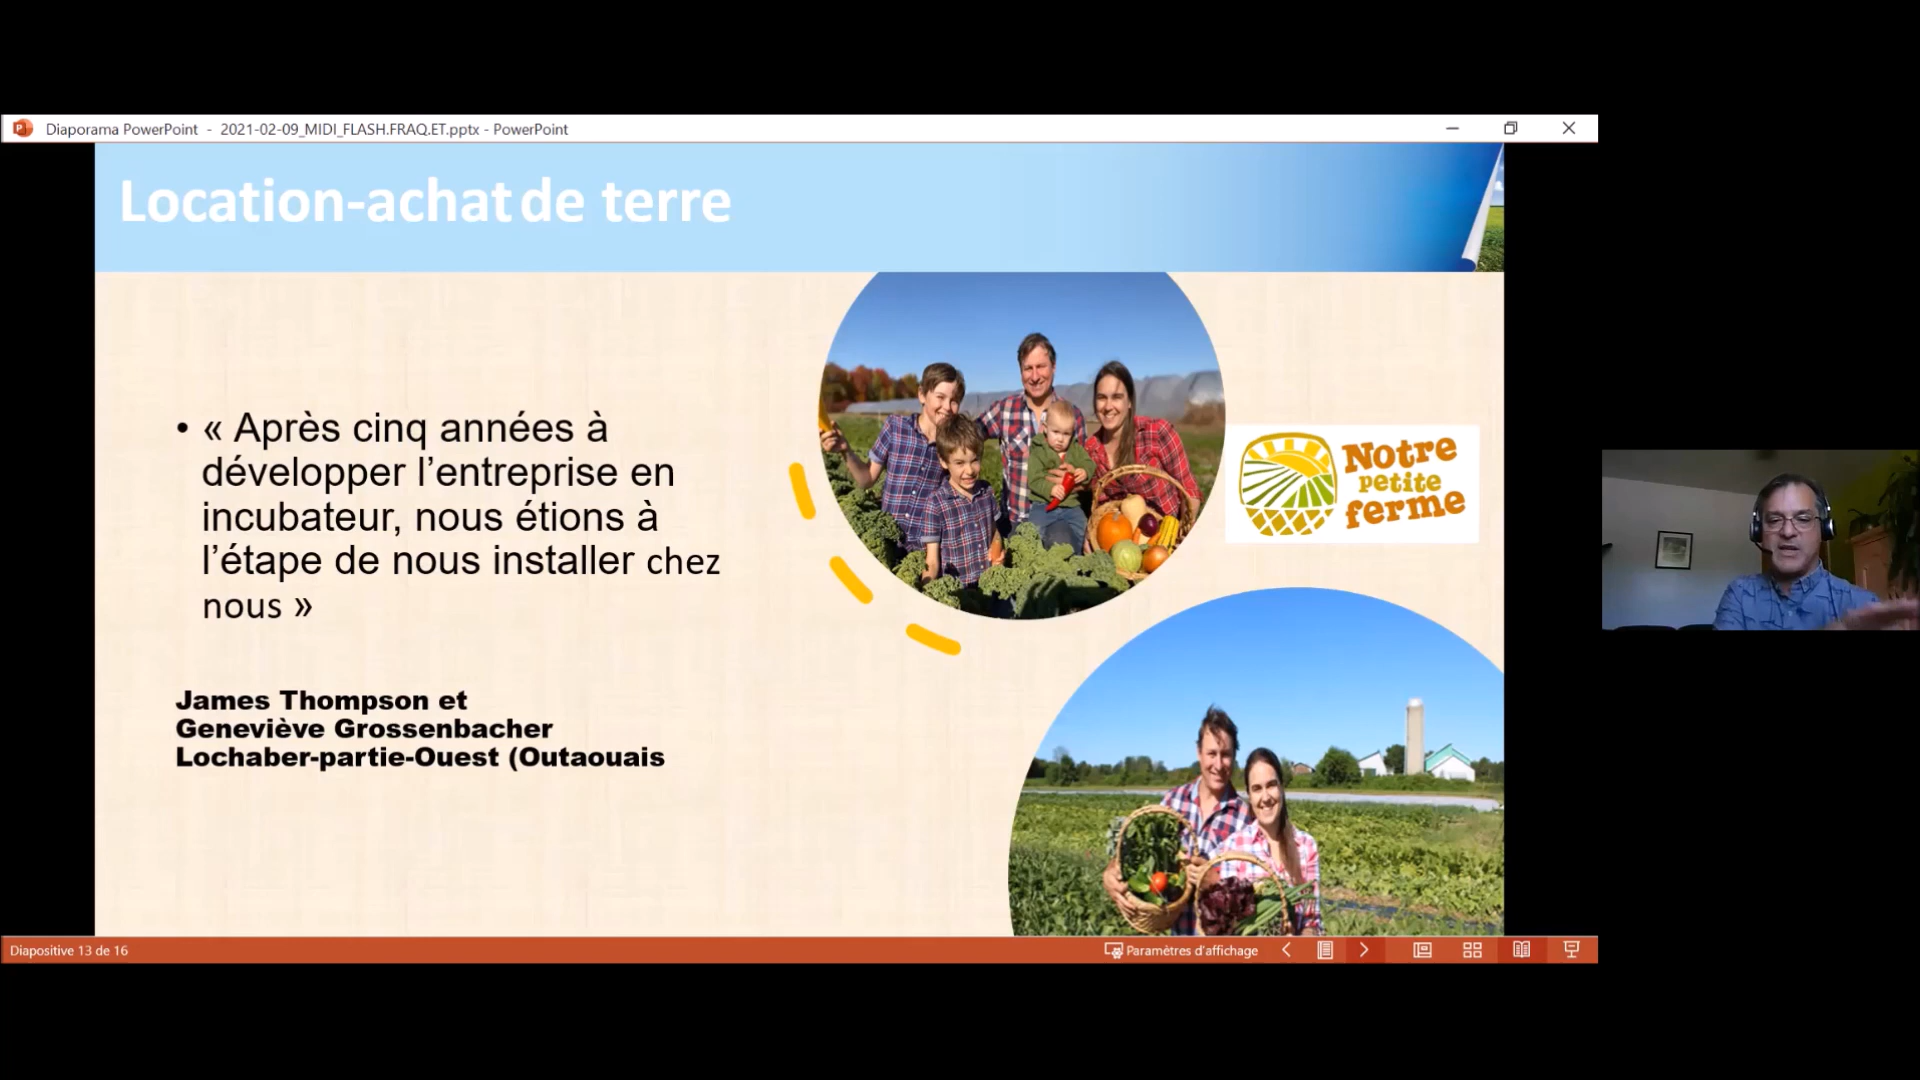 Diaporama PowerPoint - 2021-02-09_MIDI_FLASH.FRAQ.ET.pptx - PowerPoint
Location-achat de terre
• « Après cinq années à
développer l’entreprise en
incubateur, nous étions à
l’étape de nous installer chez
nous »
Notre
petite
ferme
James Thompson et
Geneviève Grossenbacher
Lochaber-partie-Ouest (Outaouais
Diapositive 13 de 16
Paramètres d'affichage